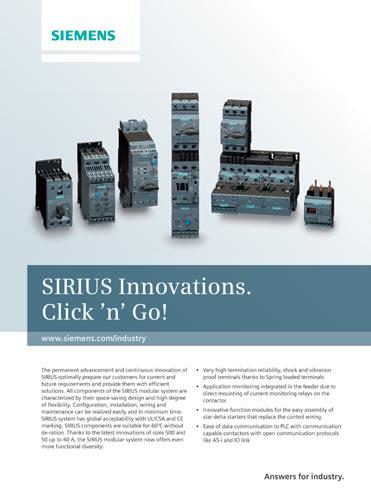 SIEMENS
SIRIUS Innovations.
Click ’n’ Go!
www.siemens.com/industry
The permanent advancement and continuous innovation of
SIRIUS optimally prepare our customers for current and
future requirements and provide them with efficient
solutions. All components of the SIRIUS modular system are
characterized by their space-saving design and high degree
of flexibility. Configuration, installation, wiring and
maintenance can be realized easily and in minimum time.
SIRIUS system has global acceptability with UL/CSA and CE
marking. SIRIUS components are suitable for 60°C without
de-ration. Thanks to the latest innovations of sizes S00 and
S0 up to 40 A, the SIRIUS modular system now offers even
more functional diversity:
• Very high termination reliability, shock and vibration
proof terminals thanks to Spring loaded terminals
• Application monitoring integrated in the feeder due to
direct mounting of current monitoring relays on the
contactor
• Innovative function modules for the easy assembly of
star delta starters that replace the control wiring.
• Ease of data communication to PLC with communication
capable contactors with open communication protocols
like AS-i and IO link
Answers for industry.